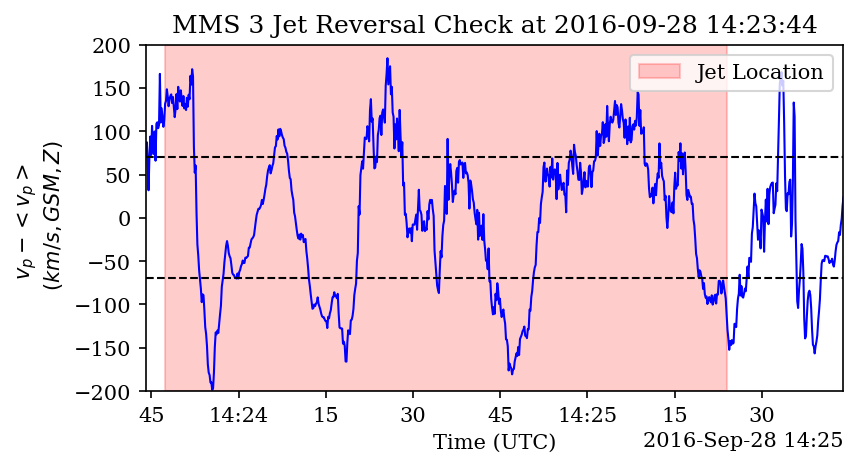 MMS 3 Jet Reversal Check at 2016-09-28 14:23:44
Jet Location
200
150
100
50
0
−50
−100
−150
−200
v_p − <v_p>
(km/s, GSM, Z)
45 14:24 15 30 45 14:25 15 30
Time (UTC)
2016-Sep-28 14:25